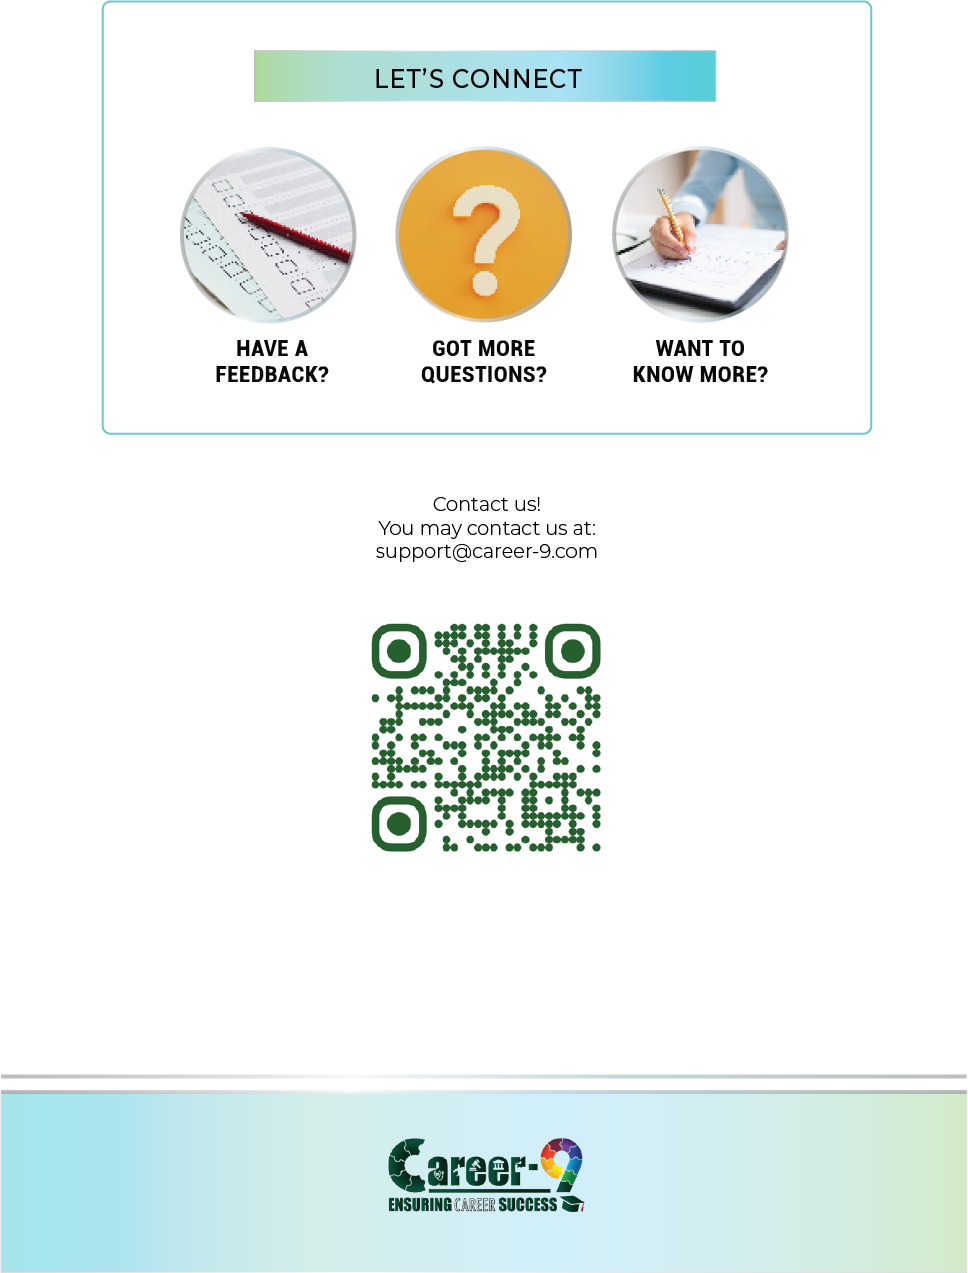 LET’S CONNECT
HAVE A
FEEDBACK?
GOT MORE
QUESTIONS?
WANT TO
KNOW MORE?
Contact us!
You may contact us at:
support@career-9.com
Career-9
ENSURING CAREER SUCCESS